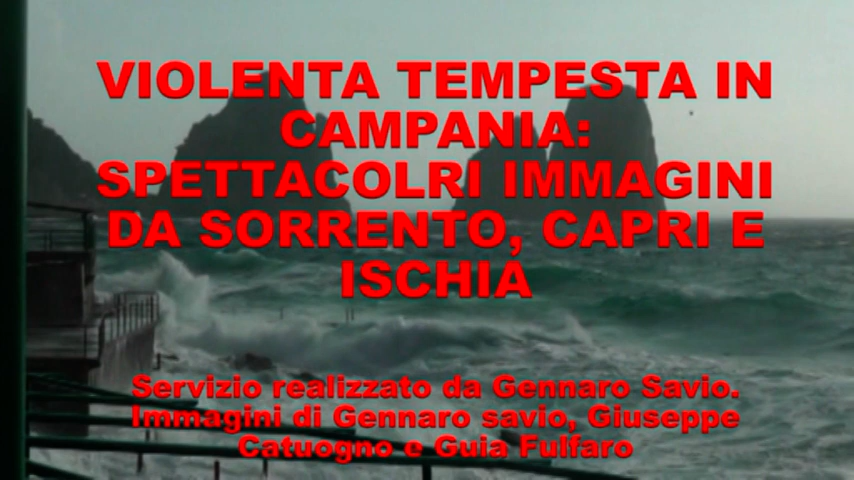 VIOLENTA TEMPESTA IN
CAMPANIA:
SPETTACOLRI IMMAGINI
DA SORRENTO, CAPRI E
ISCHIA
Servizio realizzato da Gennaro Savio.
Immagini di Gennaro savio, Giuseppe
Catuogno e Guia Fulfaro